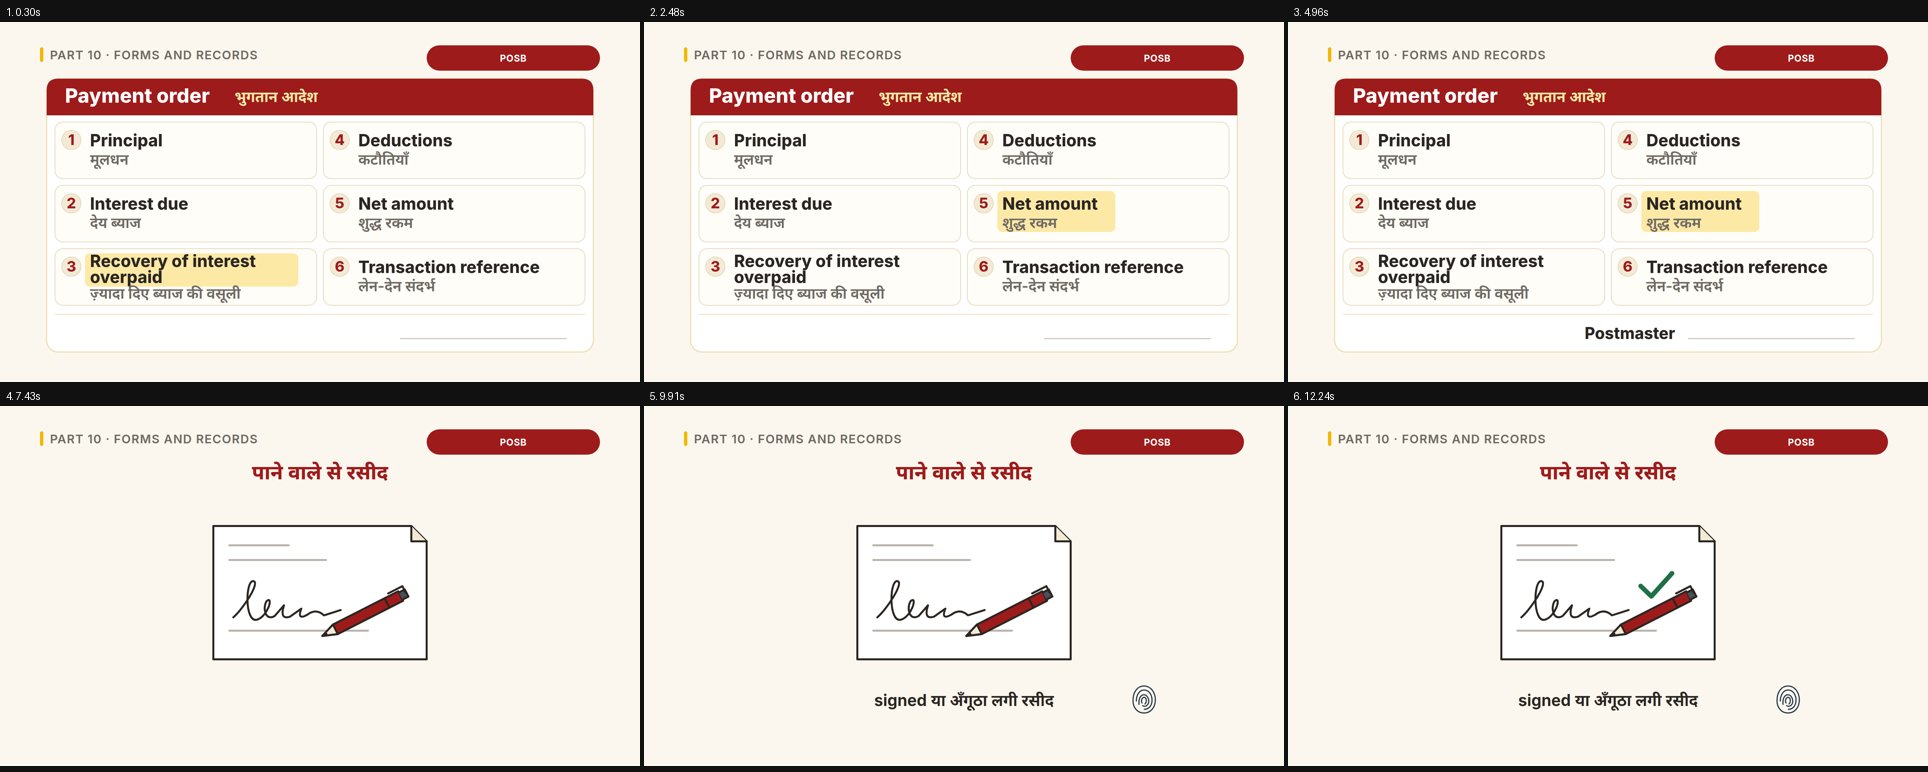 1. 0.30s
PART 10 · FORMS AND RECORDS
POSB
Payment order भुगतान आदेश
1 Principal
मूलधन
4 Deductions
कटौतियाँ
2 Interest due
देय ब्याज
5 Net amount
शुद्ध रकम
3 Recovery of interest
overpaid
ज़्यादा दिए ब्याज की वसूली
6 Transaction reference
लेन-देन संदर्भ
2. 2.48s
PART 10 · FORMS AND RECORDS
POSB
Payment order भुगतान आदेश
1 Principal
मूलधन
4 Deductions
कटौतियाँ
2 Interest due
देय ब्याज
5 Net amount
शुद्ध रकम
3 Recovery of interest
overpaid
ज़्यादा दिए ब्याज की वसूली
6 Transaction reference
लेन-देन संदर्भ
3. 4.96s
PART 10 · FORMS AND RECORDS
POSB
Payment order भुगतान आदेश
1 Principal
मूलधन
4 Deductions
कटौतियाँ
2 Interest due
देय ब्याज
5 Net amount
शुद्ध रकम
3 Recovery of interest
overpaid
ज़्यादा दिए ब्याज की वसूली
6 Transaction reference
लेन-देन संदर्भ
Postmaster
4. 7.43s
PART 10 · FORMS AND RECORDS
POSB
पाने वाले से रसीद
5. 9.91s
PART 10 · FORMS AND RECORDS
POSB
पाने वाले से रसीद
signed या अँगूठा लगी रसीद
6. 12.24s
PART 10 · FORMS AND RECORDS
POSB
पाने वाले से रसीद
signed या अँगूठा लगी रसीद